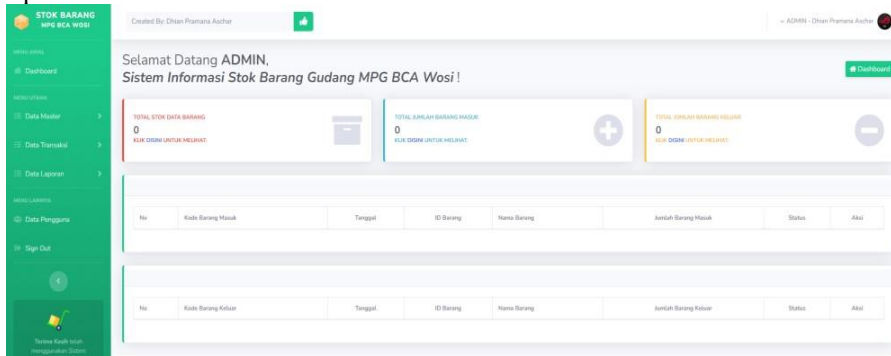 STOK BARANG
MPG BCA WOSI
Created By: Dhian Pramana Aschar
ADMIN - Dhian Pramana Aschar
MENU AWAL
Dashboard
Selamat Datang ADMIN,
Sistem Informasi Stok Barang Gudang MPG BCA Wosi !
Dashboard
MENU UTAMA
Data Master
Data Transaksi
Data Laporan
MENU LAINNYA
Data Pengguna
Sign Out
TOTAL STOK DATA BARANG
0
KLIK DISINI UNTUK MELIHAT.
TOTAL JUMLAH BARANG MASUK
0
KLIK DISINI UNTUK MELIHAT.
TOTAL JUMLAH BARANG KELUAR
0
KLIK DISINI UNTUK MELIHAT.
No Kode Barang Masuk Tanggal ID Barang Nama Barang Jumlah Barang Masuk Status Aksi
No Kode Barang Keluar Tanggal ID Barang Nama Barang Jumlah Barang Keluar Status Aksi
Terima Kasih telah
menggunakan Sistem